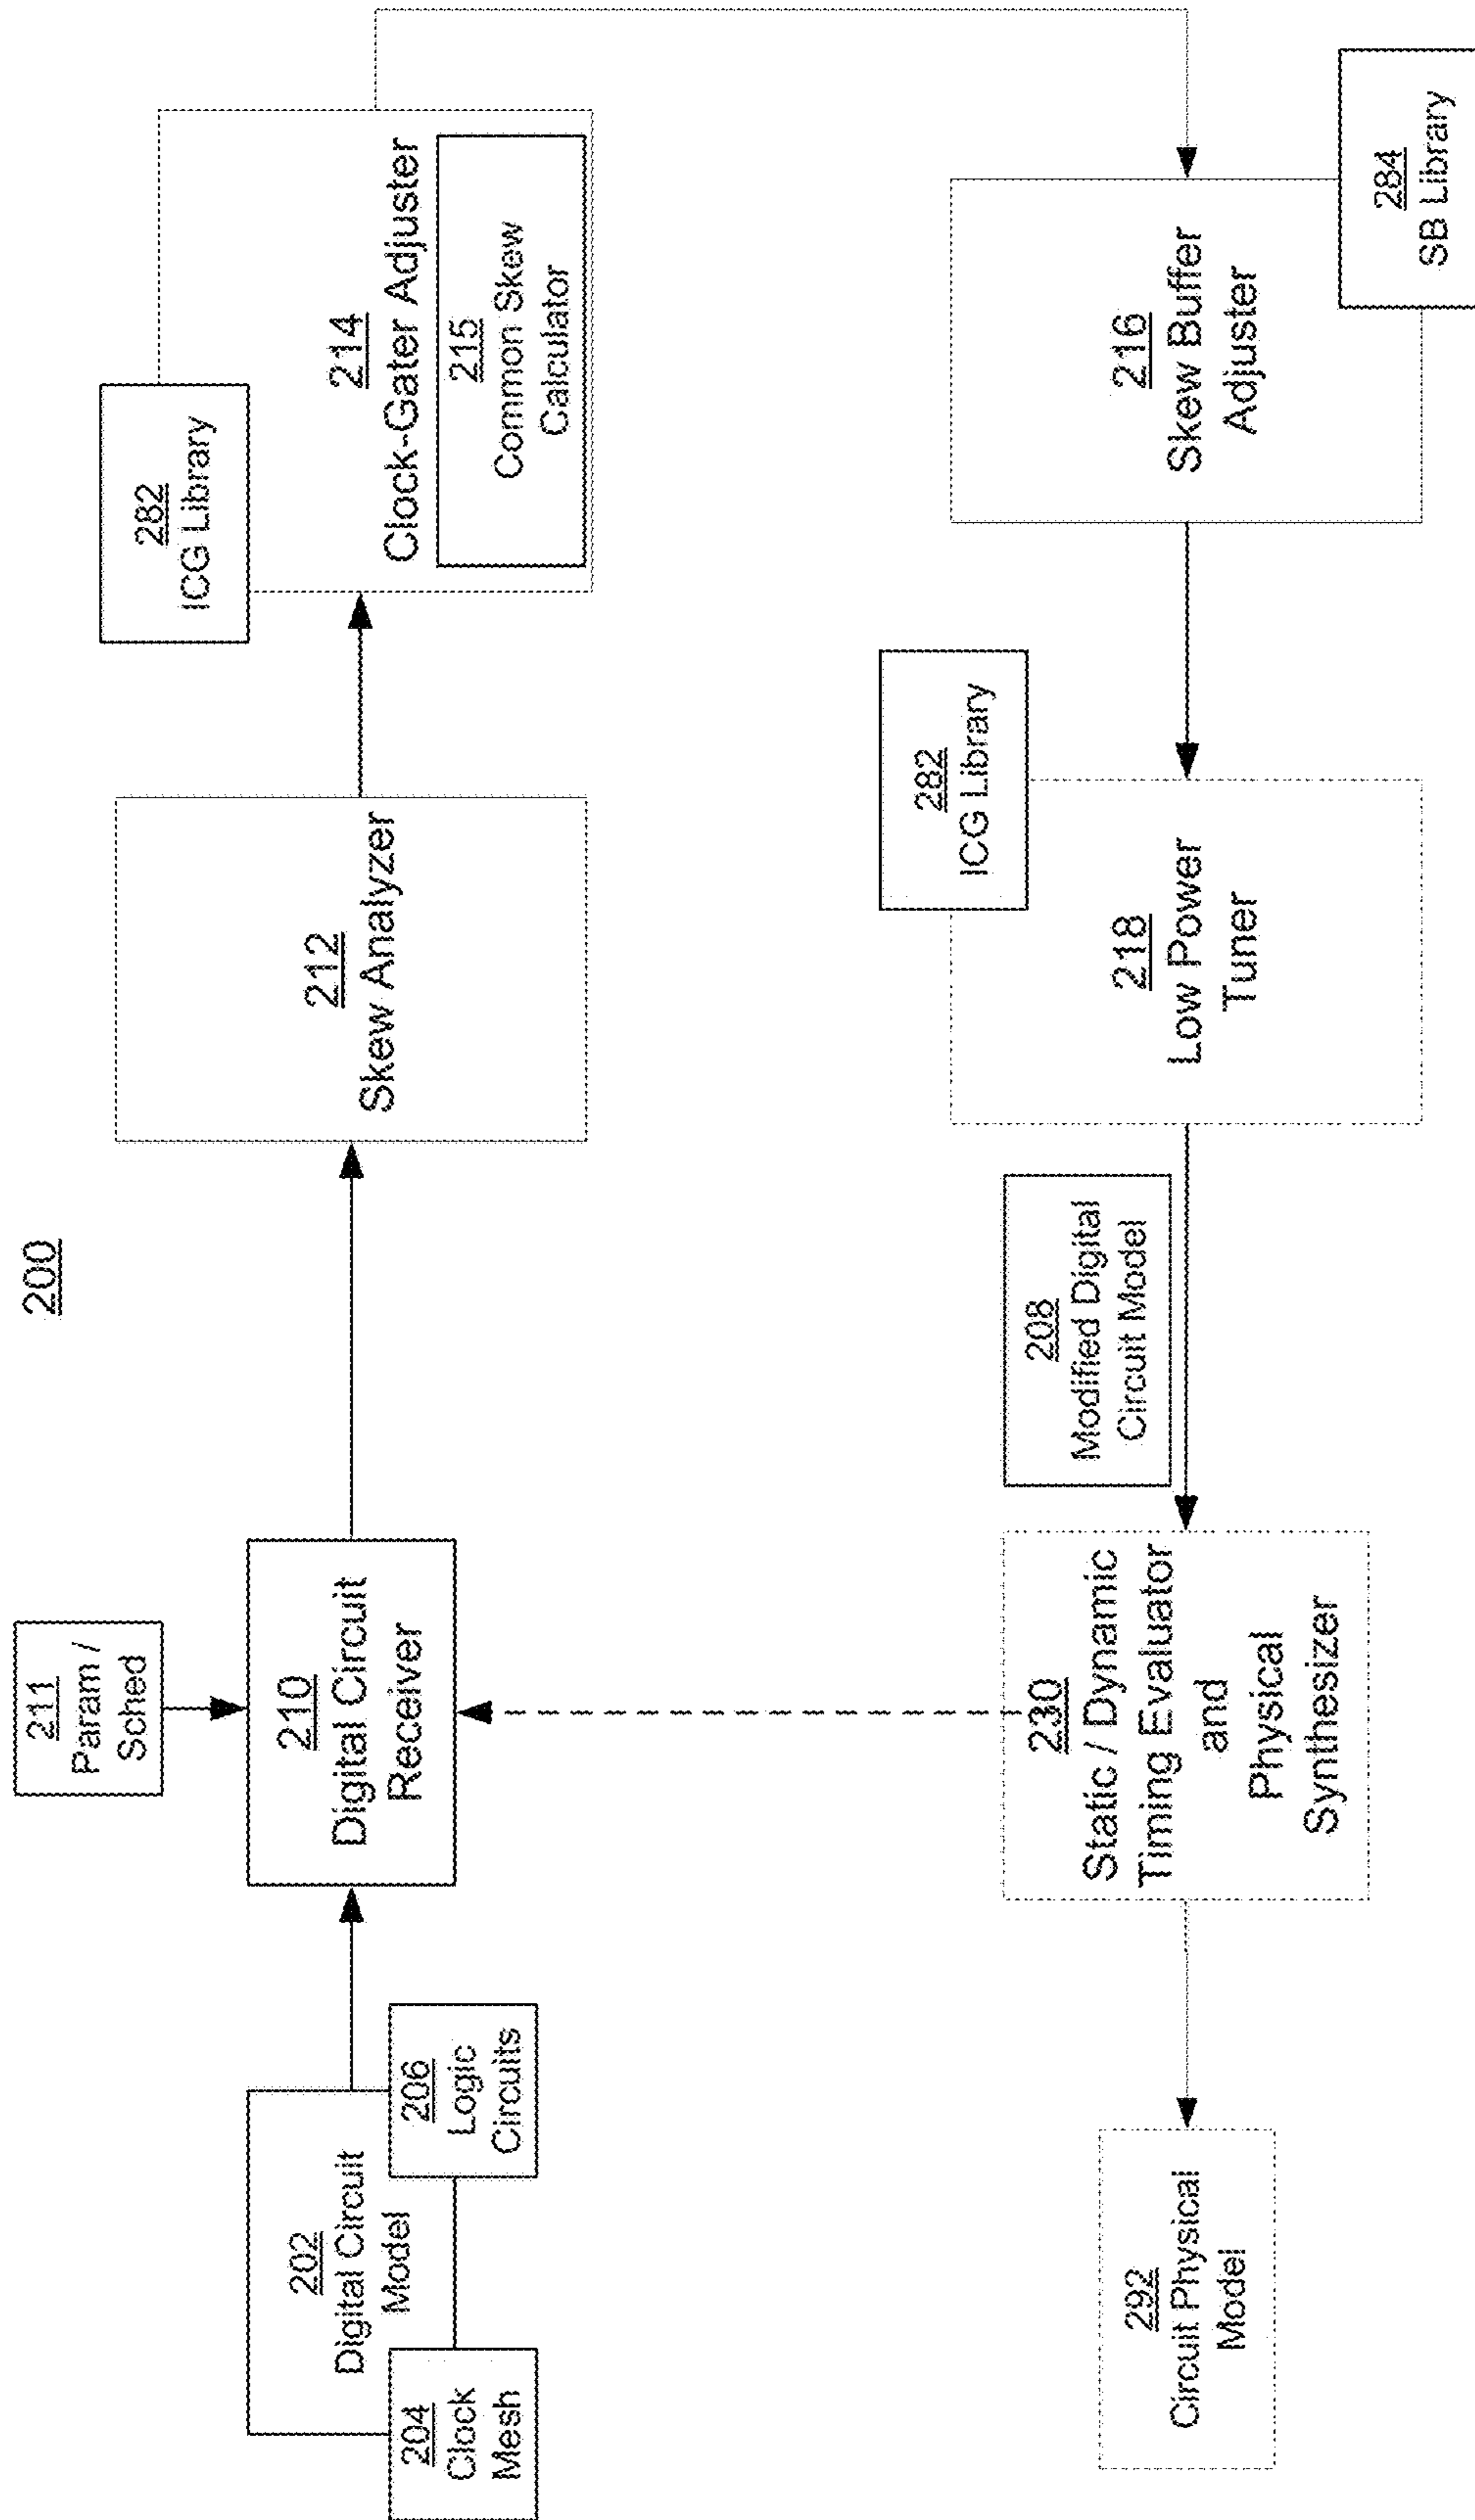 200
211
Param /
Sched
202
Digital Circuit
Model
204
Clock
Mesh
206
Logic
Circuits
210
Digital Circuit
Receiver
212
Skew Analyzer
282
ICG Library
214
Clock-Gater Adjuster
215
Common Skew
Calculator
292
Circuit Physical
Model
230
Static / Dynamic
Timing Evaluator
and
Physical
Synthesizer
208
Modified Digital
Circuit Model
218
Low Power
Tuner
282
ICG Library
216
Skew Buffer
Adjuster
284
SB Library